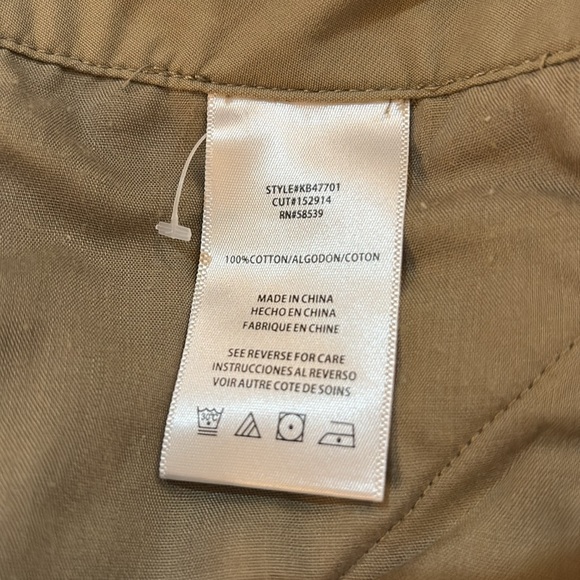 STYLE#KB47701
CUT#152914
RN#58539
100%COTTON/ALGODON/COTON
MADE IN CHINA
HECHO EN CHINA
FABRIQUE EN CHINE
SEE REVERSE FOR CARE
INSTRUCCIONES AL REVERSO
VOIR AUTRE COTE DE SOINS
30°C